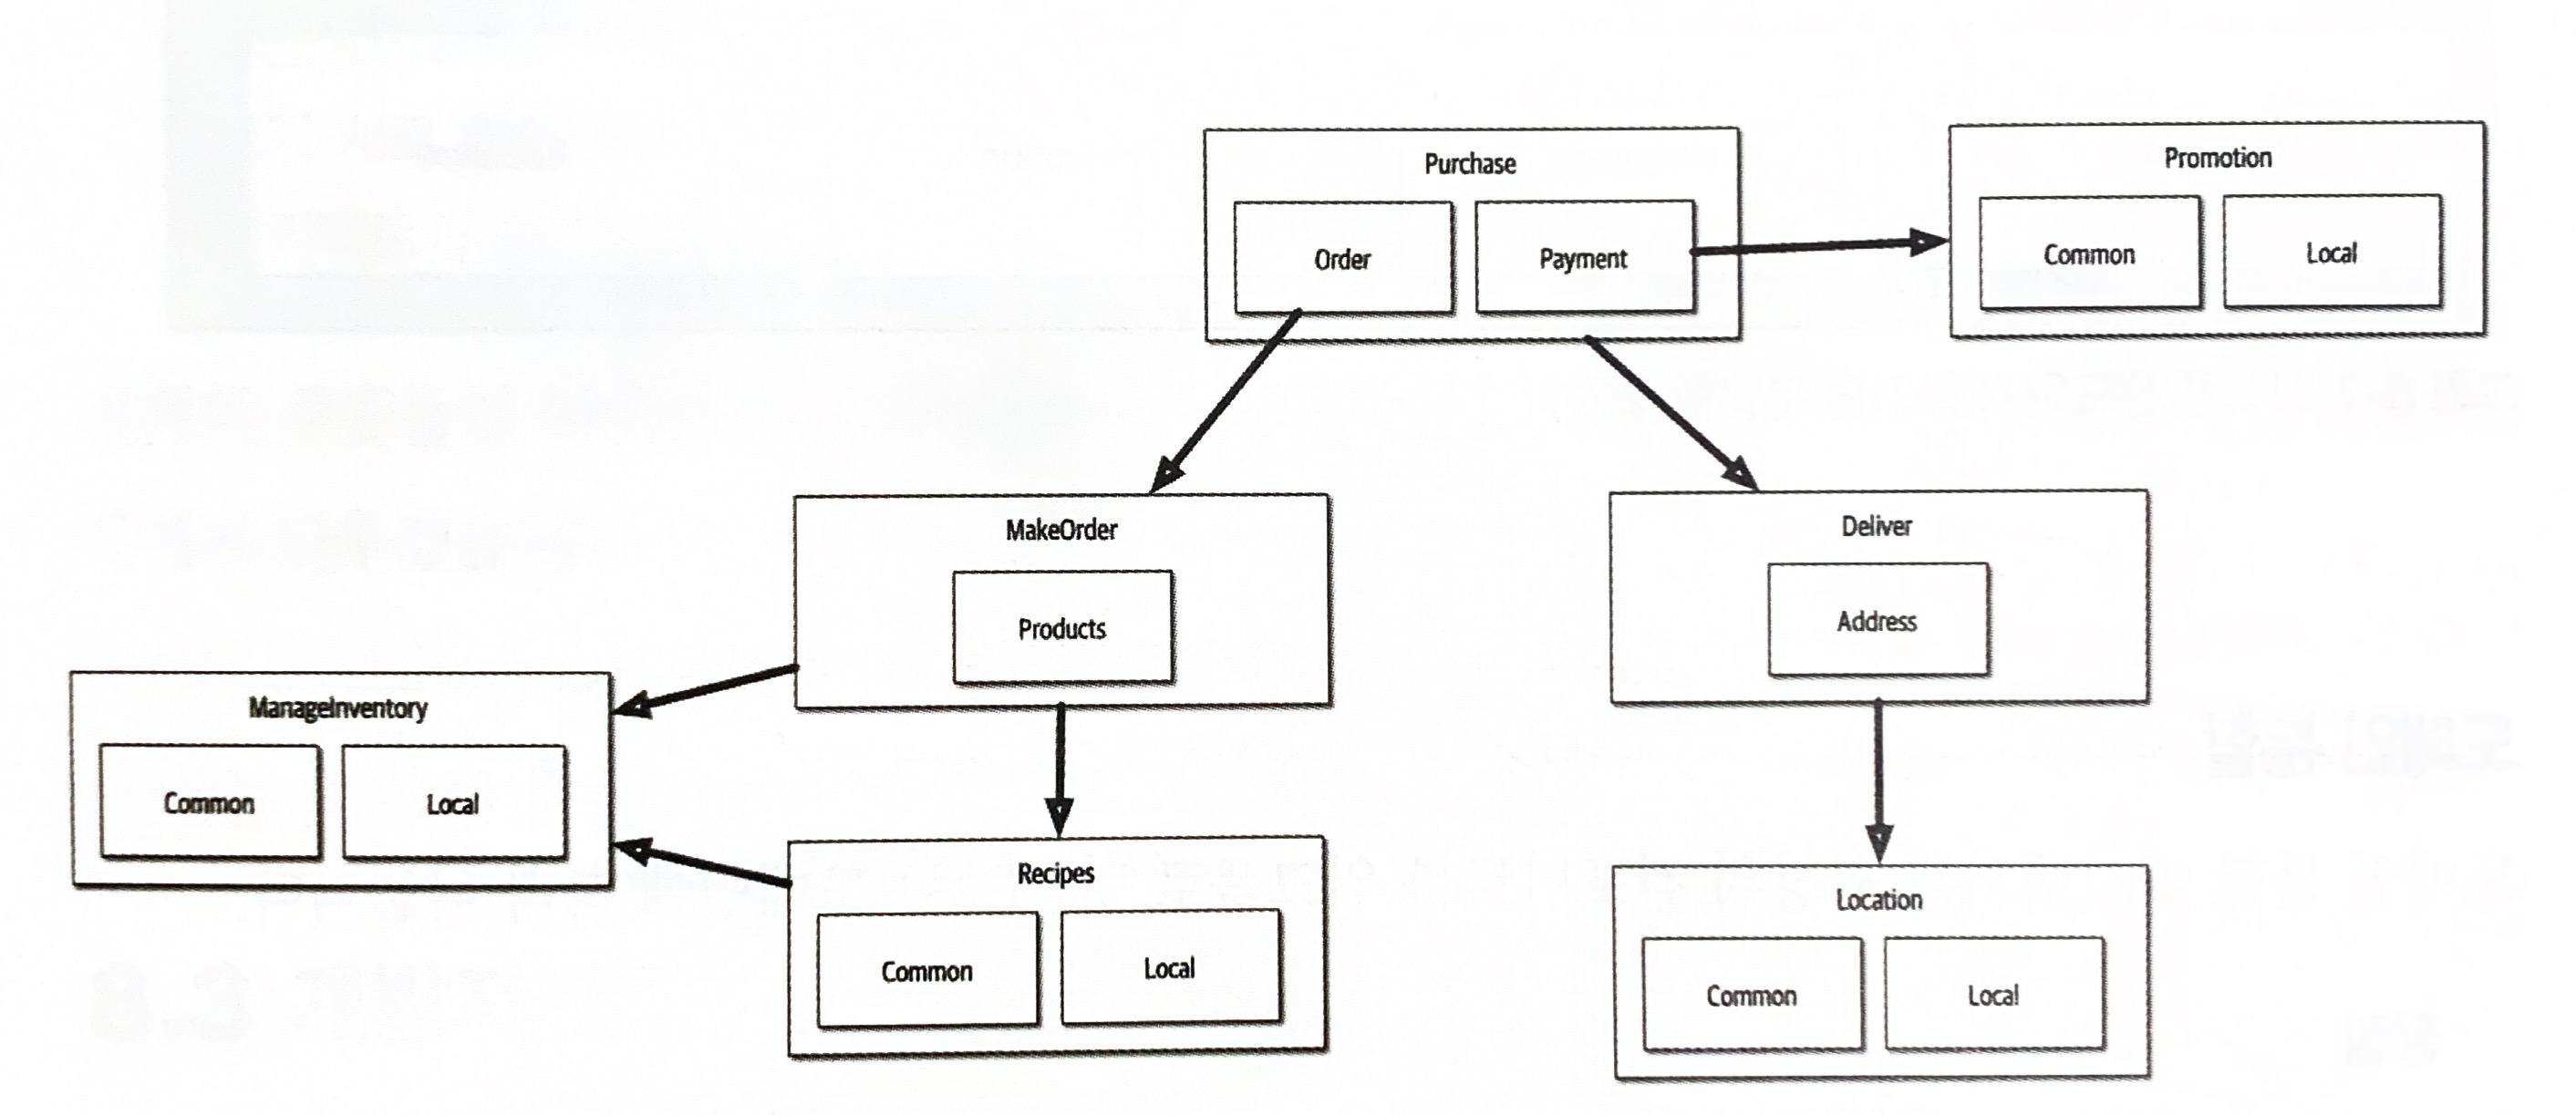 Purchase
Order
Payment
Promotion
Common
Local
MakeOrder
Products
Deliver
Address
ManageInventory
Common
Local
Recipes
Common
Local
Location
Common
Local